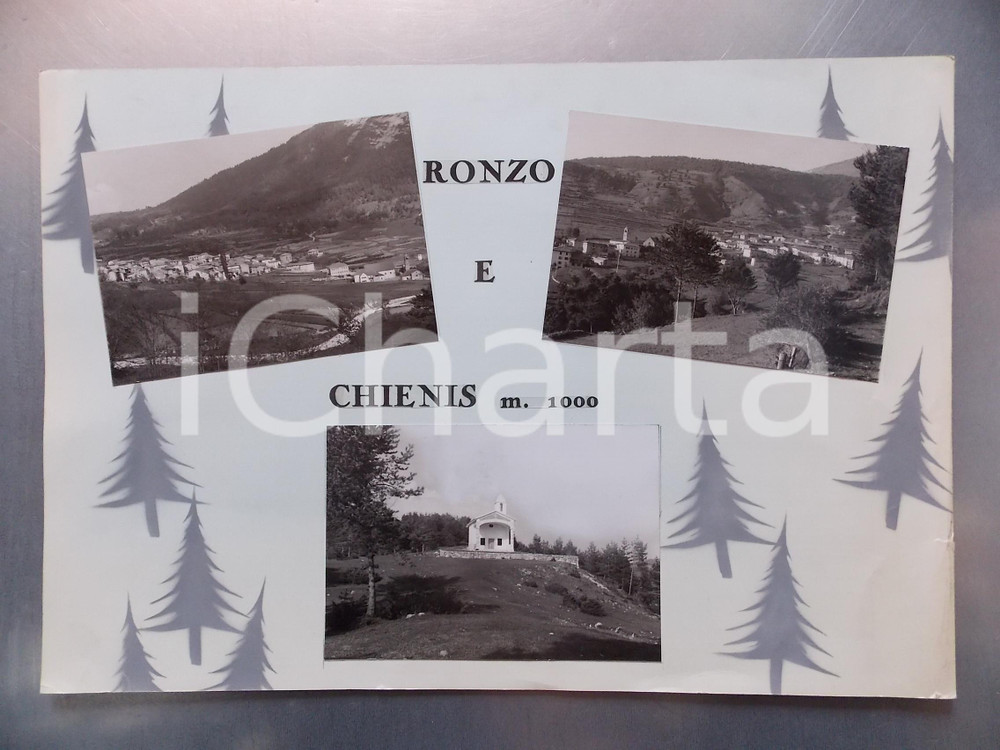 RONZO
E
CHIENIS m. 1000
iCharta